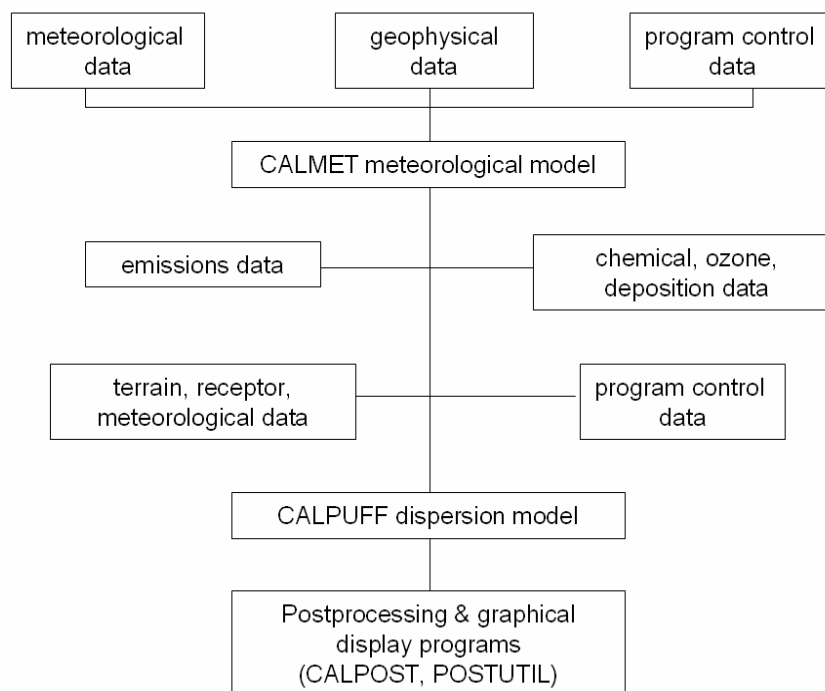 meteorological
data
geophysical
data
program control
data
CALMET meteorological model
emissions data
chemical, ozone,
deposition data
terrain, receptor,
meteorological data
program control
data
CALPUFF dispersion model
Postprocessing & graphical
display programs
(CALPOST, POSTUTIL)